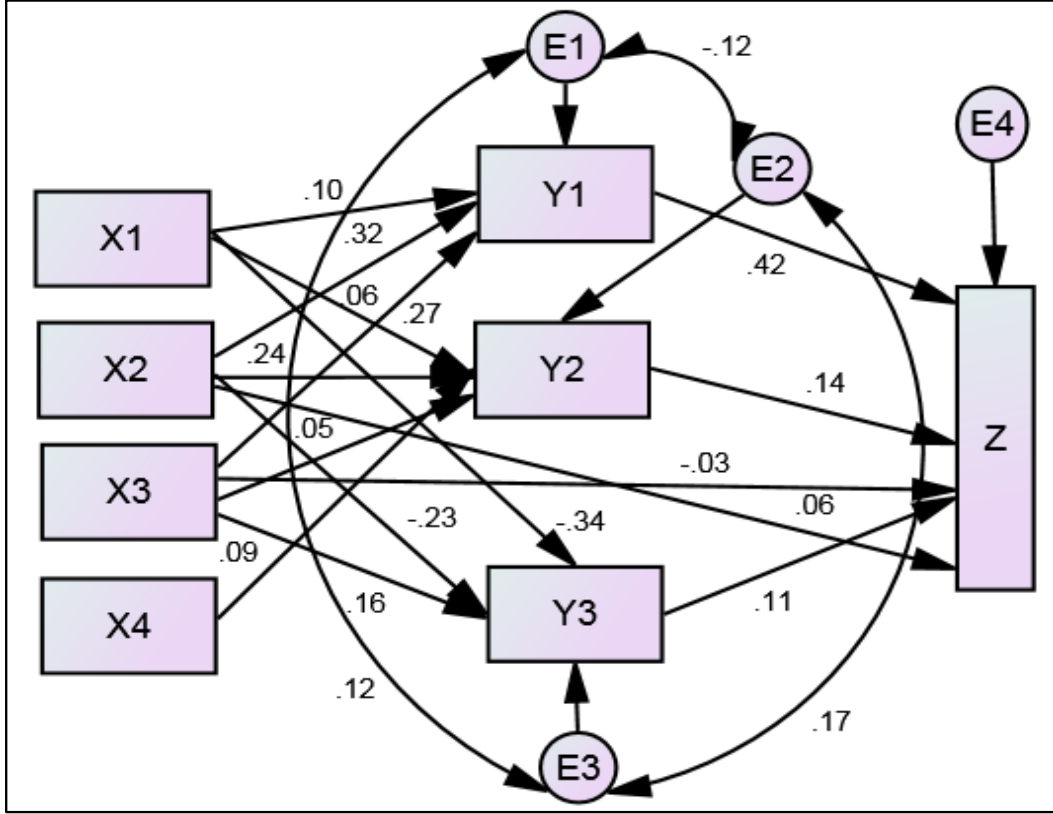 E1
-.12
E4
E2
Y1
X1
.10
.32
.42
.06
.27
X2
.24
Y2
.14
.05
Z
X3
-.03
.06
-.23
-.34
.09
X4
.16
Y3
.11
.12
.17
E3